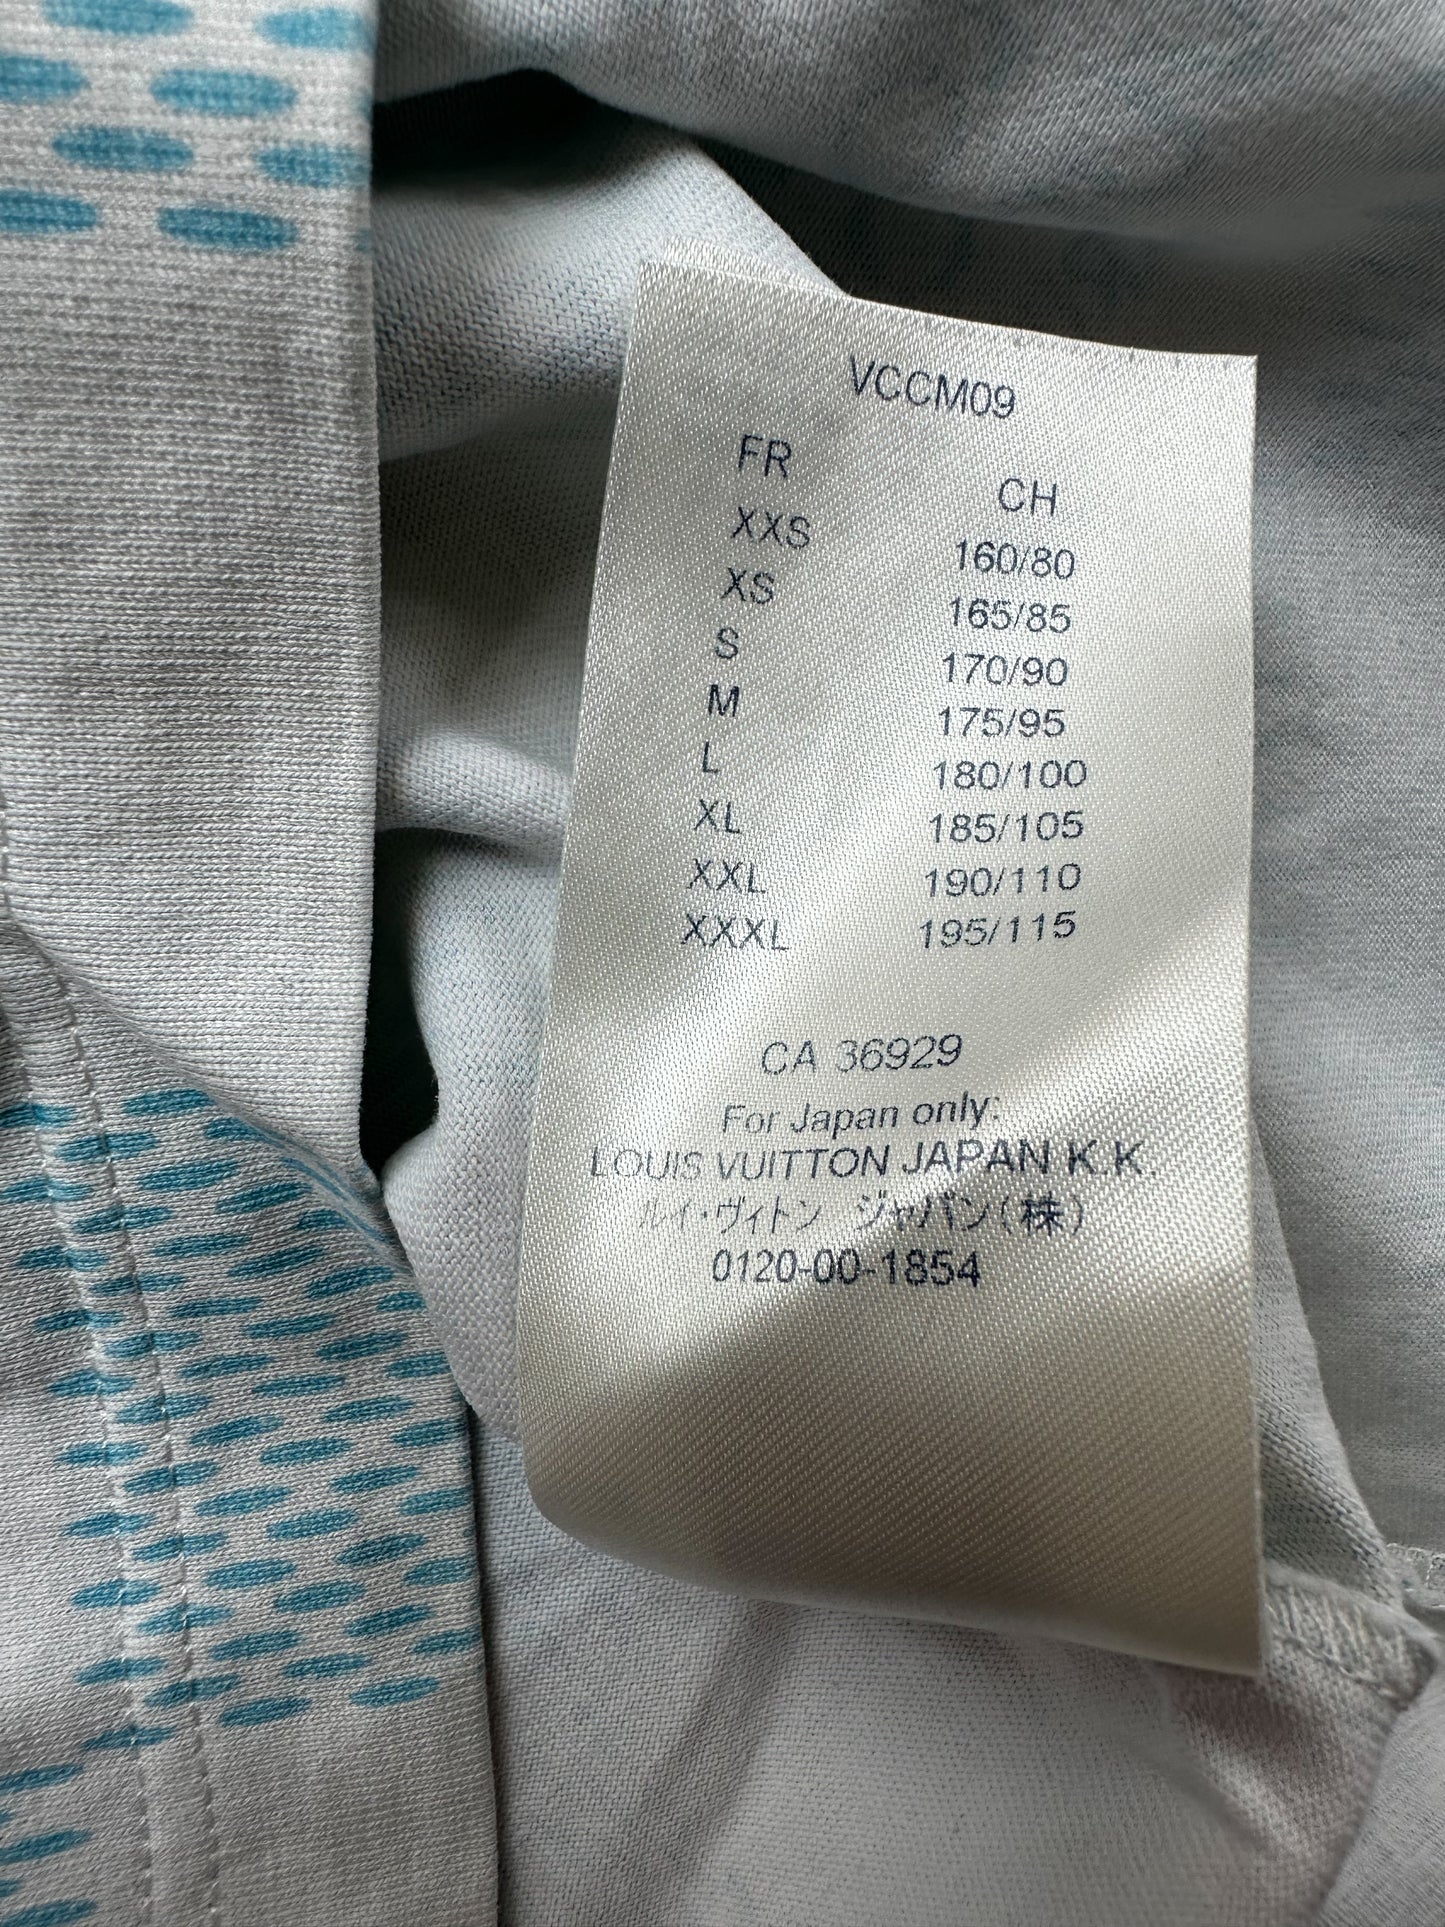 VCCM09
FR CH
XXS 160/80
XS 165/85
S 170/90
M 175/95
L 180/100
XL 185/105
XXL 190/110
XXXL 195/115
CA 36929
For Japan only:
LOUIS VUITTON JAPAN K.K.
ルイ・ヴィトン ジャパン(株)
0120-00-1854